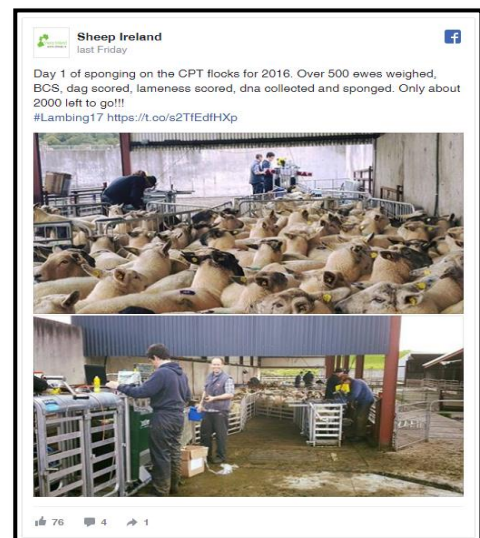 Sheep Ireland
last Friday
Day 1 of sponging on the CPT flocks for 2016. Over 500 ewes weighed,
BCS, dag scored, lameness scored, dna collected and sponged. Only about
2000 left to go!!!
#Lambing17 https://t.co/s2TfEdfHXp
76 4 1